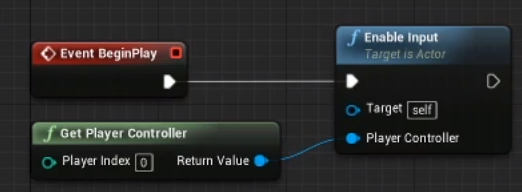 Event BeginPlay
f Enable Input
Target is Actor
Target self
Player Controller
f Get Player Controller
Player Index 0 Return Value